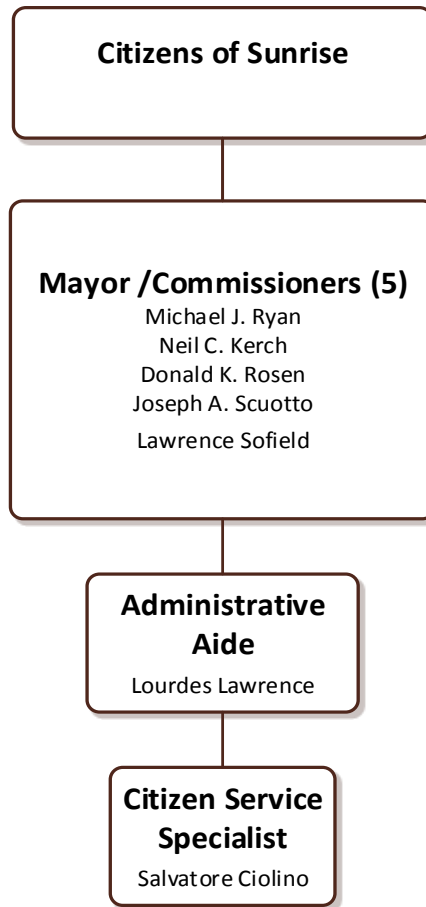 Citizens of Sunrise
Mayor /Commissioners (5)
Michael J. Ryan
Neil C. Kerch
Donald K. Rosen
Joseph A. Scuotto
Lawrence Sofield
Administrative
Aide
Lourdes Lawrence
Citizen Service
Specialist
Salvatore Ciolino